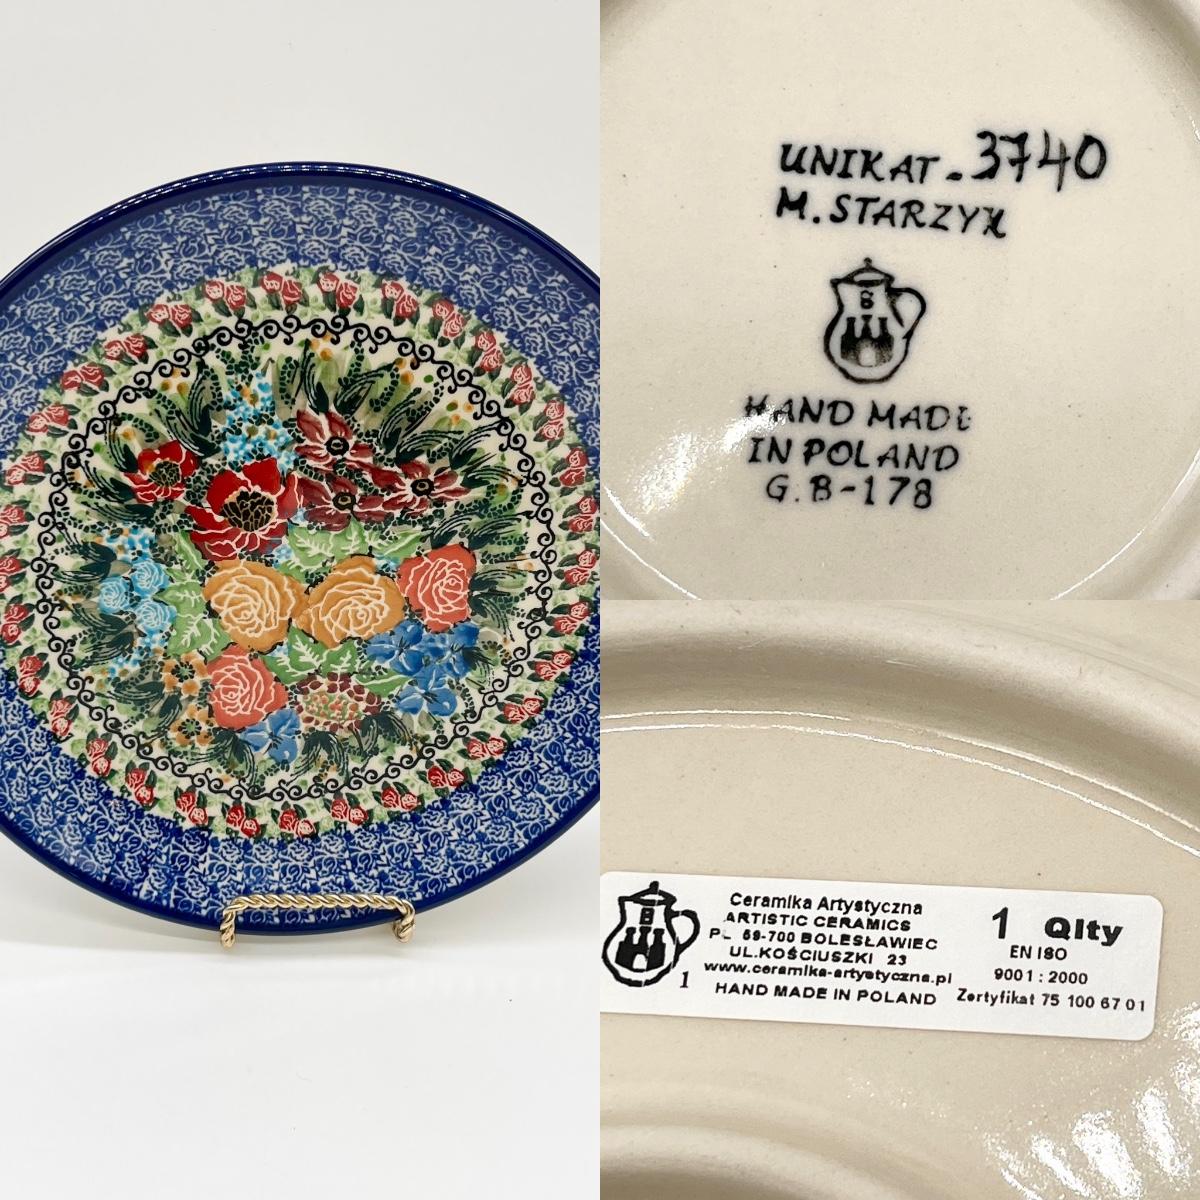 UNIKAT-3740
M. STARZYK
B
HAND MADE
IN POLAND
G.B-178
B
1
Ceramika Artystyczna
ARTISTIC CERAMICS
PL 59-700 BOLESŁAWIEC
UL.KOŚCIUSZKI 23
www.ceramika-artystyczna.pl
HAND MADE IN POLAND
1 Qlty
EN ISO
9001 : 2000
Zertyfikat 75 100 67 01